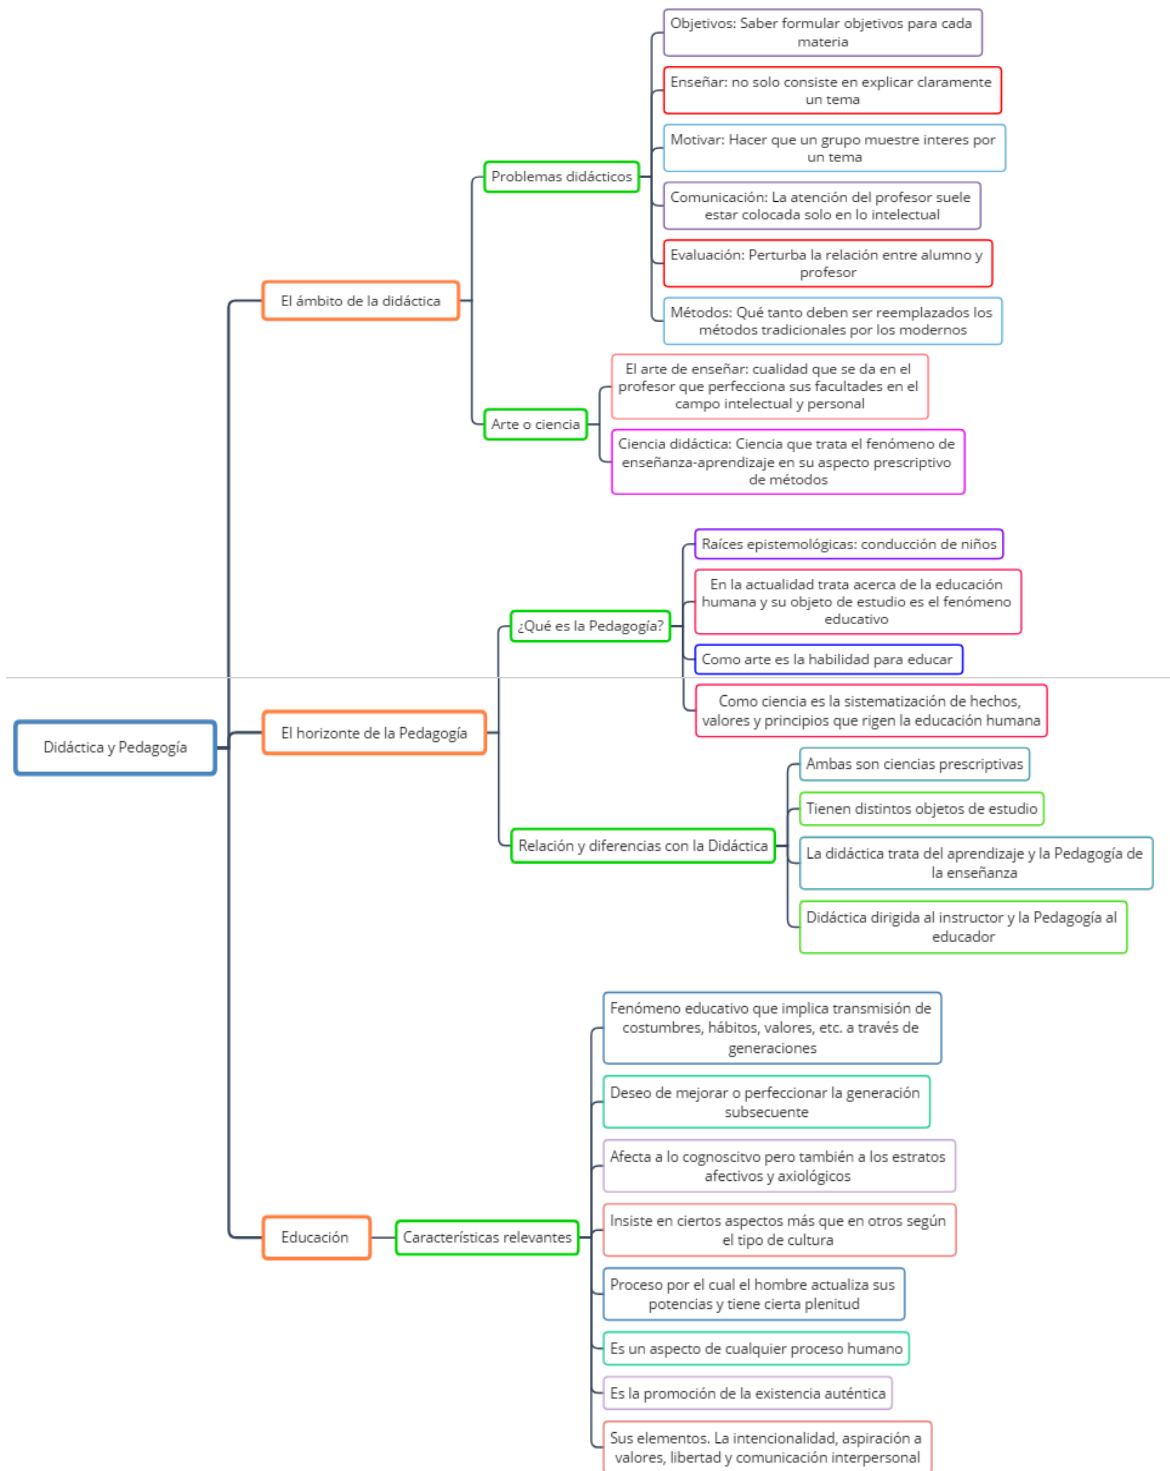 Didáctica y Pedagogía
El ámbito de la didáctica
Problemas didácticos
Objetivos: Saber formular objetivos para cada
materia
Enseñar: no solo consiste en explicar claramente
un tema
Motivar: Hacer que un grupo muestre interes por
un tema
Comunicación: La atención del profesor suele
estar colocada solo en lo intelectual
Evaluación: Perturba la relación entre alumno y
profesor
Métodos: Qué tanto deben ser reemplazados los
métodos tradicionales por los modernos
Arte o ciencia
El arte de enseñar: cualidad que se da en el
profesor que perfecciona sus facultades en el
campo intelectual y personal
Ciencia didáctica: Ciencia que trata el fenómeno de
enseñanza-aprendizaje en su aspecto prescriptivo
de métodos
El horizonte de la Pedagogía
¿Qué es la Pedagogía?
Raíces epistemológicas: conducción de niños
En la actualidad trata acerca de la educación
humana y su objeto de estudio es el fenómeno
educativo
Como arte es la habilidad para educar
Como ciencia es la sistematización de hechos,
valores y principios que rigen la educación humana
Relación y diferencias con la Didáctica
Ambas son ciencias prescriptivas
Tienen distintos objetos de estudio
La didáctica trata del aprendizaje y la Pedagogía de
la enseñanza
Didáctica dirigida al instructor y la Pedagogía al
educador
Educación
Características relevantes
Fenómeno educativo que implica transmisión de
costumbres, hábitos, valores, etc. a través de
generaciones
Deseo de mejorar o perfeccionar la generación
subsecuente
Afecta a lo cognoscitvo pero también a los estratos
afectivos y axiológicos
Insiste en ciertos aspectos más que en otros según
el tipo de cultura
Proceso por el cual el hombre actualiza sus
potencias y tiene cierta plenitud
Es un aspecto de cualquier proceso humano
Es la promoción de la existencia auténtica
Sus elementos. La intencionalidad, aspiración a
valores, libertad y comunicación interpersonal